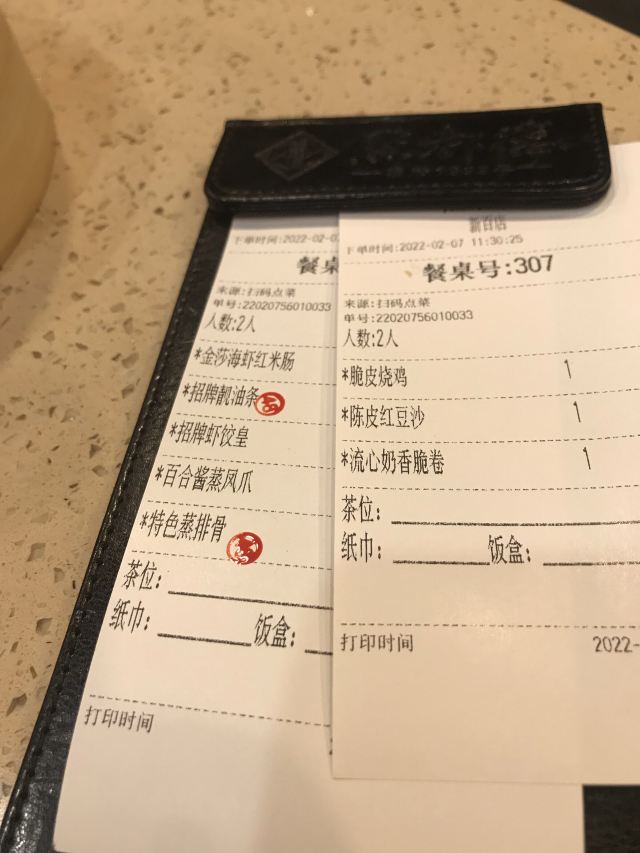 下单时间:2022-02-0
餐桌
来源:扫码点菜
单号:22020756010033
人数:2人
*金莎海虾红米肠
*招牌靓油条
*招牌虾饺皇
*百合酱蒸凤爪
*特色蒸排骨
茶位:
纸巾: 饭盒:
打印时间
下单时间:2022-02-07 11:30:25
餐桌号:307
来源:扫码点菜
单号:22020756010033
人数:2人
*脆皮烧鸡 1
*陈皮红豆沙 1
*流心奶香脆卷 1
茶位:
纸巾: 饭盒:
打印时间 2022-